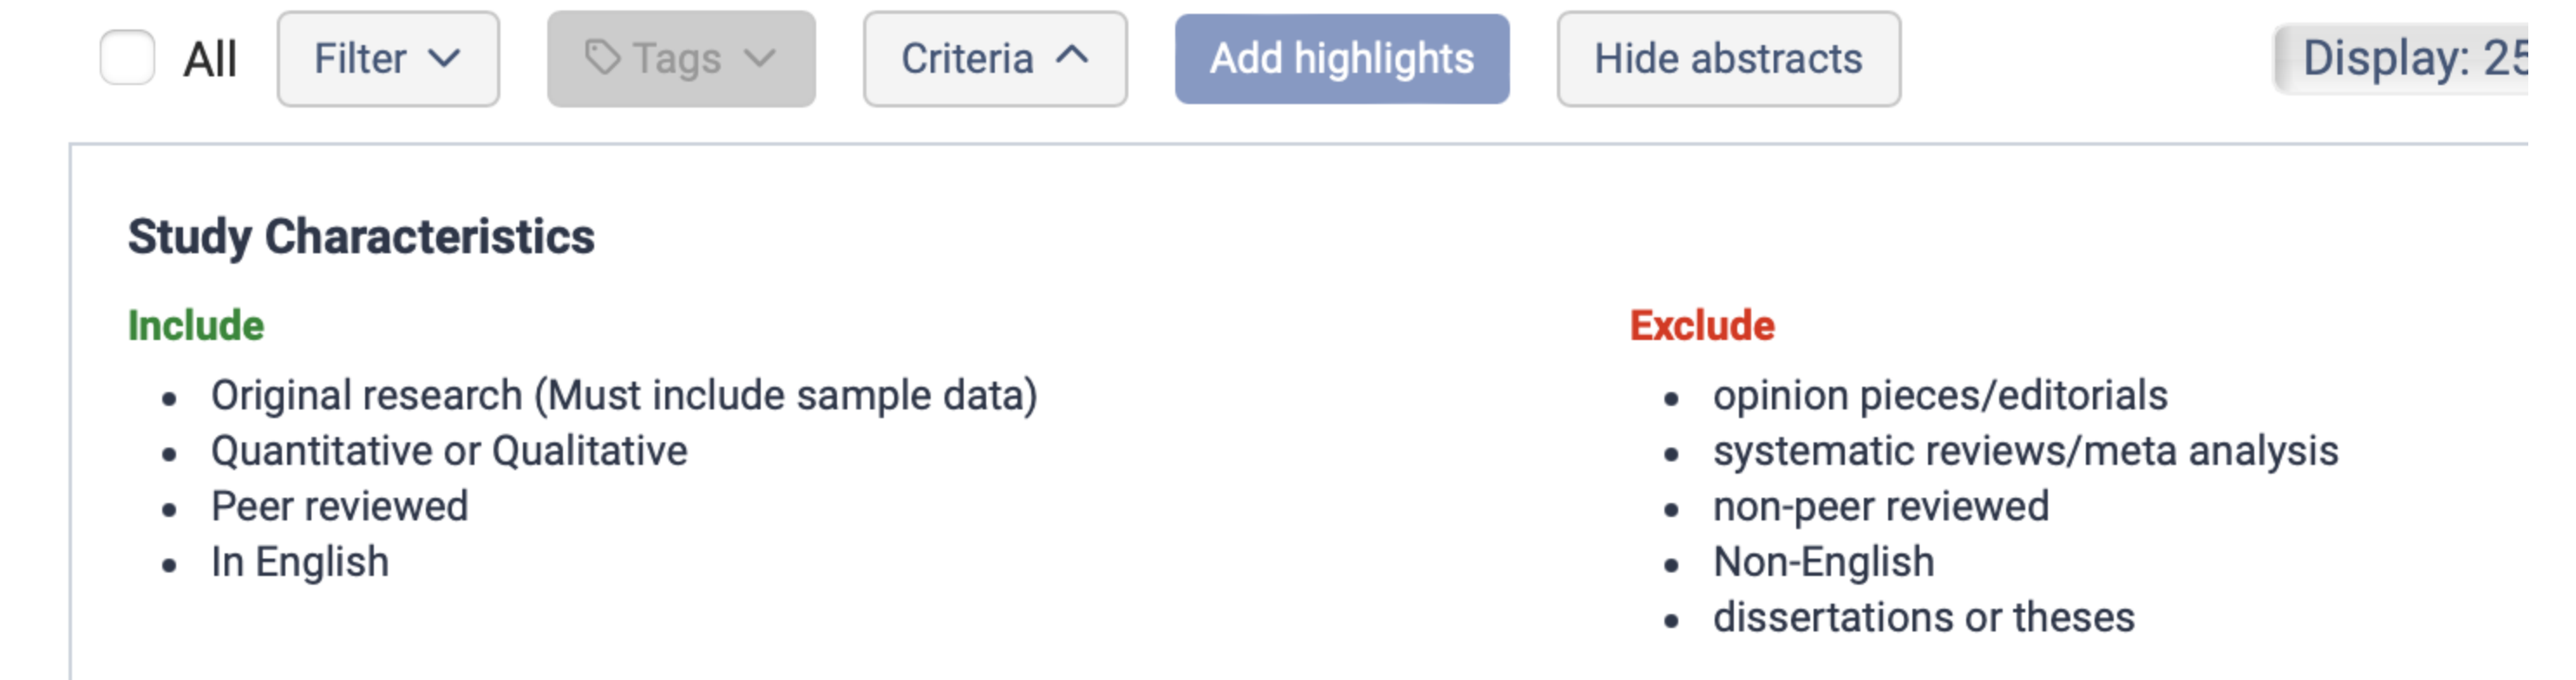 All Filter Tags Criteria Add highlights Hide abstracts Display: 25
Study Characteristics
Include
Original research (Must include sample data)
Quantitative or Qualitative
Peer reviewed
In English
Exclude
opinion pieces/editorials
systematic reviews/meta analysis
non-peer reviewed
Non-English
dissertations or theses